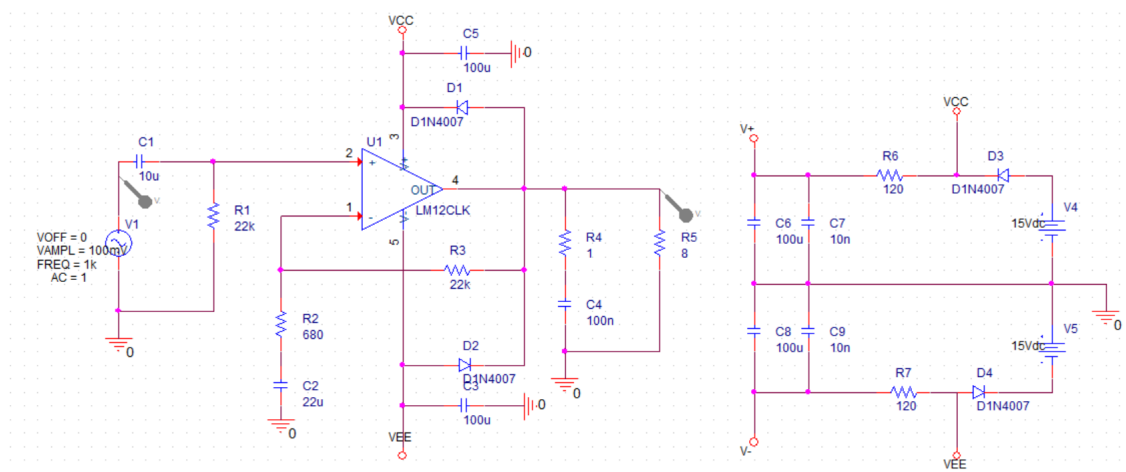 VCC
C5
100u
0
D1
D1N4007
U1
3
V+
C1
10u
2
+
OUT
4
LM12CLK
1
-
V-
5
V
V1
R1
22k
VOFF = 0
VAMPL = 100mV
FREQ = 1k
AC = 1
0
R3
22k
R2
680
C2
22u
0
D2
D1N4007
C3
100u
0
VEE
R4
1
C4
100n
0
V
R5
8
V+
VCC
R6
120
D3
D1N4007
C6
100u
C7
10n
V4
15Vdc
0
C8
100u
C9
10n
V5
15Vdc
R7
120
D4
D1N4007
V-
VEE